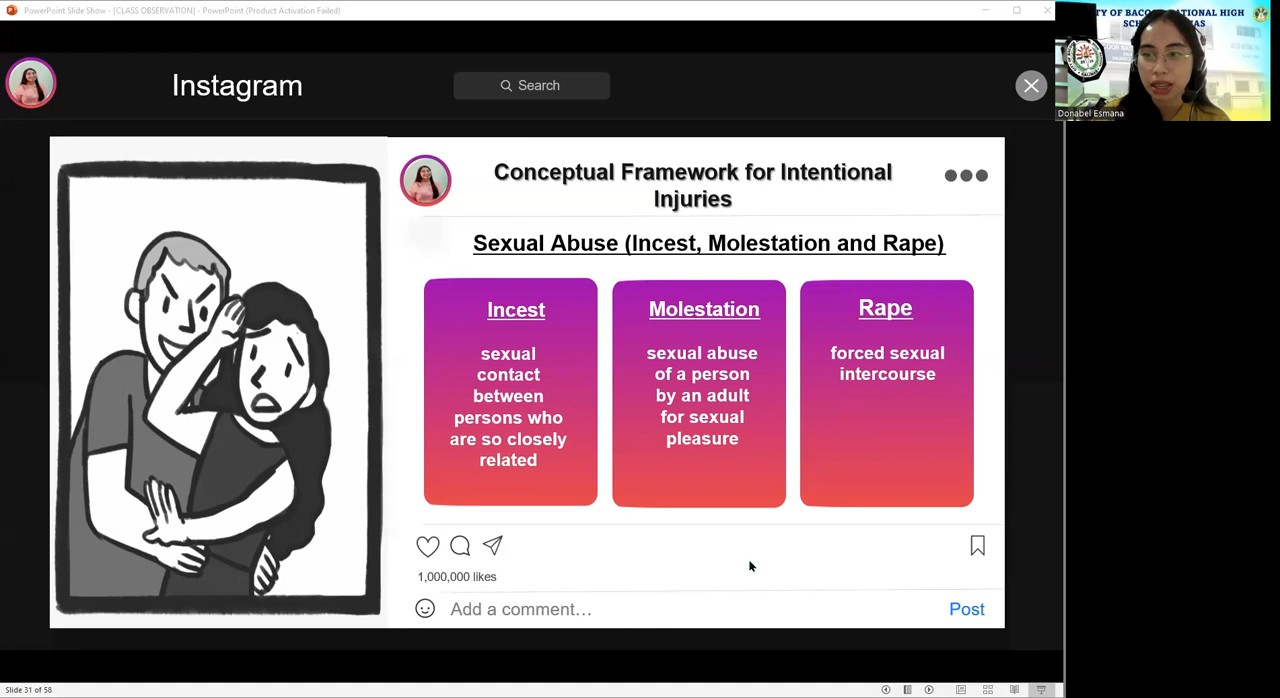 PowerPoint Slide Show - [CLASS OBSERVATION] - PowerPoint (Product Activation Failed)
TY OF BACOO NATIONAL HIGH
Donabel Esmana
Instagram
Search
Conceptual Framework for Intentional
Injuries
Sexual Abuse (Incest, Molestation and Rape)
Incest
sexual
contact
between
persons who
are so closely
related
Molestation
sexual abuse
of a person
by an adult
for sexual
pleasure
Rape
forced sexual
intercourse
1,000,000 likes
Add a comment…
Post
Slide 31 of 58